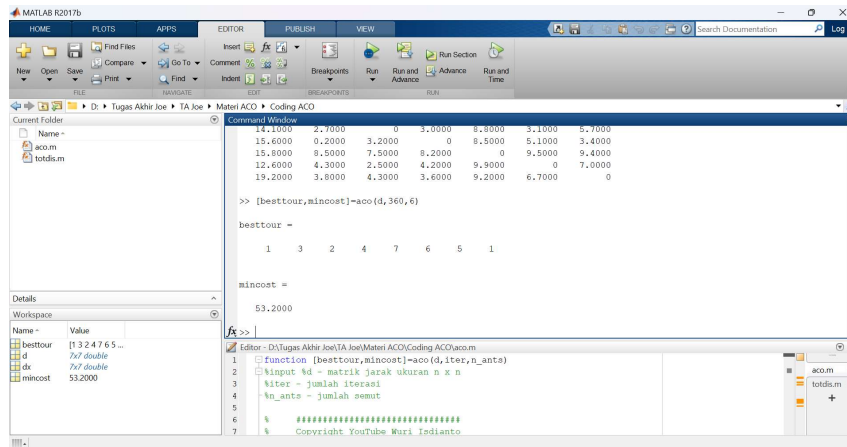 MATLAB R2017b
HOME PLOTS APPS EDITOR PUBLISH VIEW Search Documentation Log
New Open Save Find Files Compare Print Go To Find Insert Comment Indent fx Breakpoints Run Run and Advance Run Section Advance Run and Time
FILE NAVIGATE EDIT BREAKPOINTS RUN
D: Tugas Akhir Joe TA Joe Materi ACO Coding ACO
Current Folder
Name
aco.m
totdis.m
Details
Workspace
Name Value
besttour [1 3 2 4 7 6 5 ...
d 7x7 double
dx 7x7 double
mincost 53.2000
Command Window
14.1000 2.7000 0 3.0000 8.8000 3.1000 5.7000
15.6000 0.2000 3.2000 0 8.5000 5.1000 3.4000
15.8000 8.5000 7.5000 8.2000 0 9.5000 9.4000
12.6000 4.3000 2.5000 4.2000 9.9000 0 7.0000
19.2000 3.8000 4.3000 3.6000 9.2000 6.7000 0
>> [besttour,mincost]=aco(d,360,6)
besttour =
1 3 2 4 7 6 5 1
mincost =
53.2000
fx >>
Editor - D:\Tugas Akhir Joe\TA Joe\Materi ACO\Coding ACO\aco.m
1 function [besttour,mincost]=aco(d,iter,n_ants)
2 %input %d - matrik jarak ukuran n x n
3 %iter - jumlah iterasi
4 %n_ants - jumlah semut
5
6 % ###############################
7 % Copyright YouTube Wuri Isdianto
aco.m
totdis.m
+